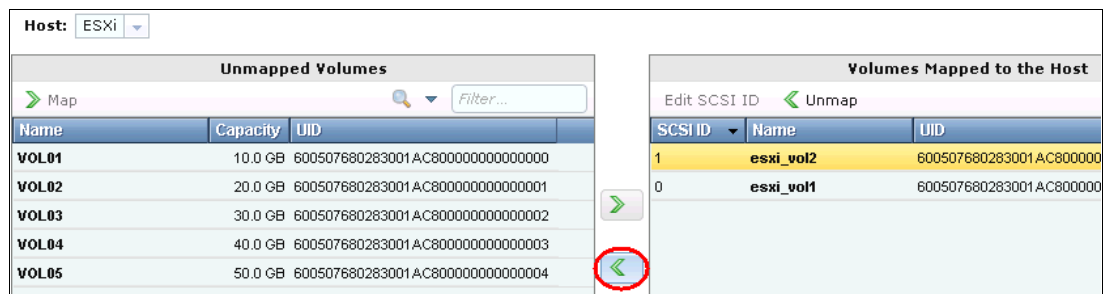 Host: ESXi
Unmapped Volumes
Map Filter...
Name Capacity UID
VOL01 10.0 GB 600507680283001AC800000000000000
VOL02 20.0 GB 600507680283001AC800000000000001
VOL03 30.0 GB 600507680283001AC800000000000002
VOL04 40.0 GB 600507680283001AC800000000000003
VOL05 50.0 GB 600507680283001AC800000000000004
Volumes Mapped to the Host
Edit SCSI ID Unmap
SCSI ID Name UID
1 esxi_vol2 600507680283001AC800000
0 esxi_vol1 600507680283001AC800000